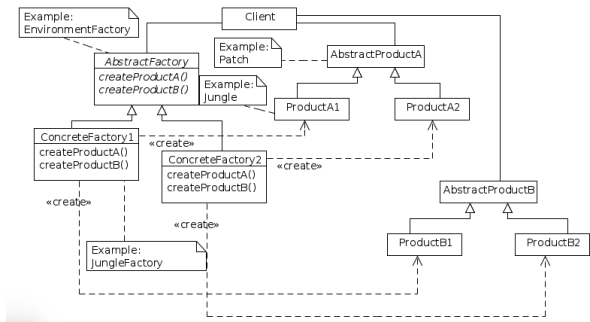 Example:
EnvironmentFactory
Client
Example:
Patch
AbstractProductA
AbstractFactory
createProductA()
createProductB()
Example:
Jungle
ProductA1
ProductA2
ConcreteFactory1
createProductA()
createProductB()
«create»
ConcreteFactory2
createProductA()
createProductB()
«create»
AbstractProductB
«create»
«create»
Example:
JungleFactory
ProductB1
ProductB2